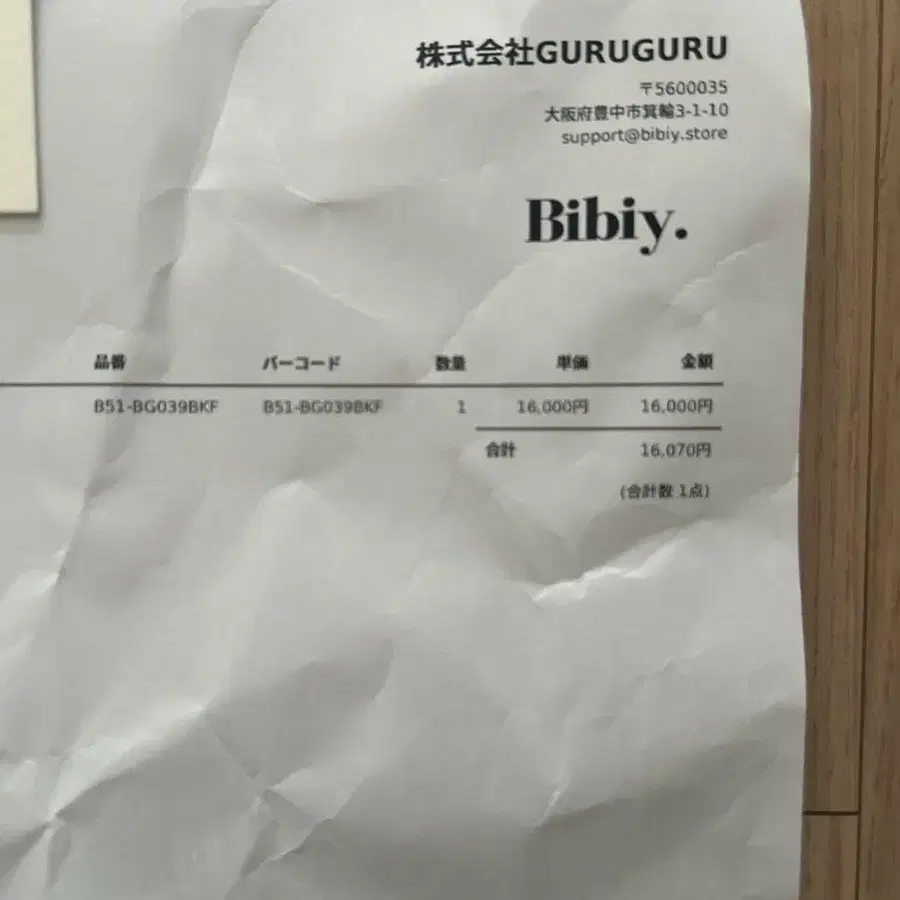 株式会社GURUGURU
〒5600035
大阪府豊中市箕輪3-1-10
support@bibiy.store
Bibiy.
品番 バーコード 数量 単価 金額
B51-BG039BKF B51-BG039BKF 1 16,000円 16,000円
合計 16,070円
(合計数 1点)